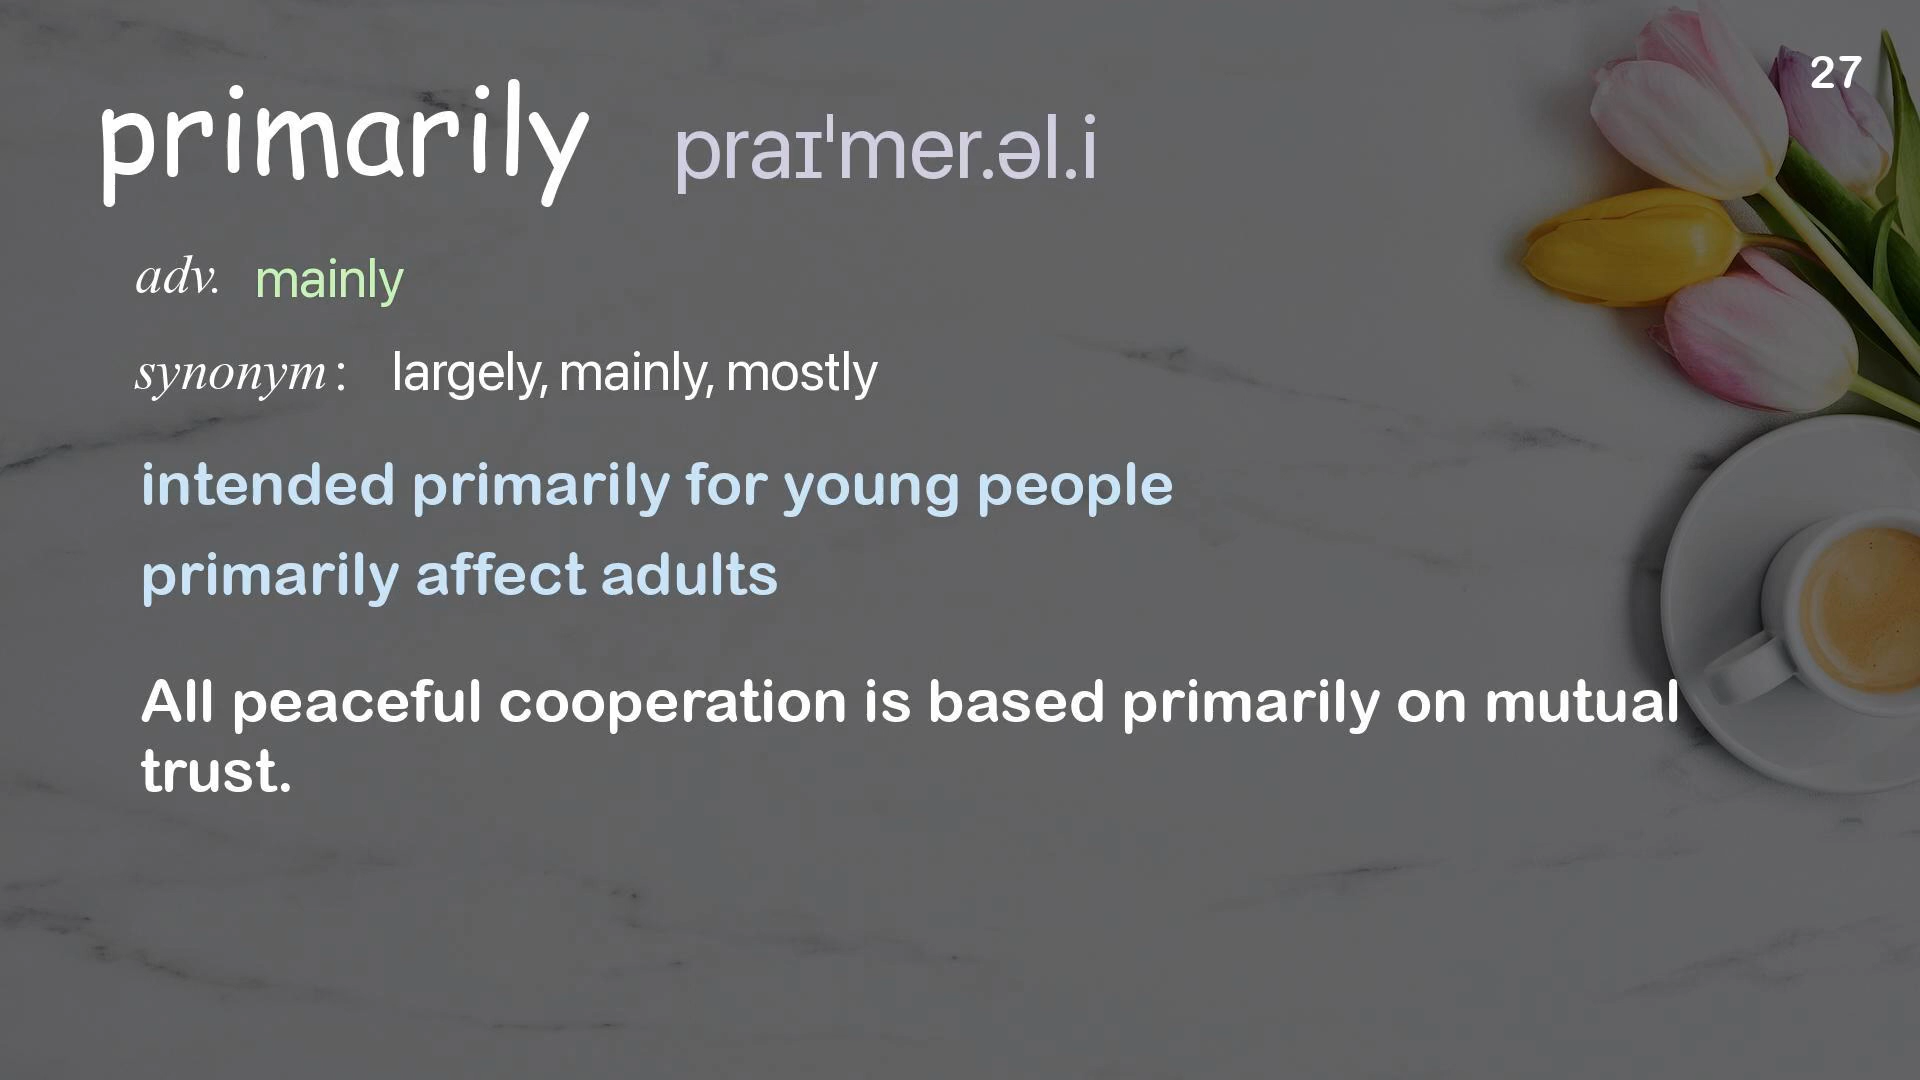 27
primarily praɪˈmer.əl.i
adv. mainly
synonym: largely, mainly, mostly
intended primarily for young people
primarily affect adults
All peaceful cooperation is based primarily on mutual
trust.